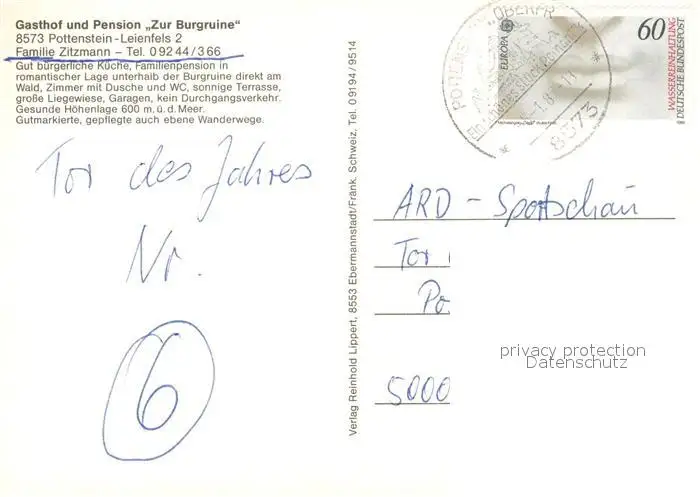 Gasthof und Pension „Zur Burgruine“
8573 Pottenstein-Leienfels 2
Familie Zitzmann – Tel. 09244/366
Gut bürgerliche Küche, Familienpension in
romantischer Lage unterhalb der Burgruine direkt am
Wald, Zimmer mit Dusche und WC, sonnige Terrasse,
große Liegewiese, Garagen, kein Durchgangsverkehr.
Gesunde Höhenlage 600 m. ü. d. Meer.
Gutmarkierte, gepflegte auch ebene Wanderwege.
Tor des Jahres
Nr.
6
Verlag Reinhold Lippert, 8553 Ebermannstadt/Fränk. Schweiz, Tel. 09194/9514
OBERFR
8573
EUROPA
60
WASSERREINHALTUNG
DEUTSCHE BUNDESPOST
ARD - Sportschau
Tor
Po
5000
privacy protection
Datenschutz